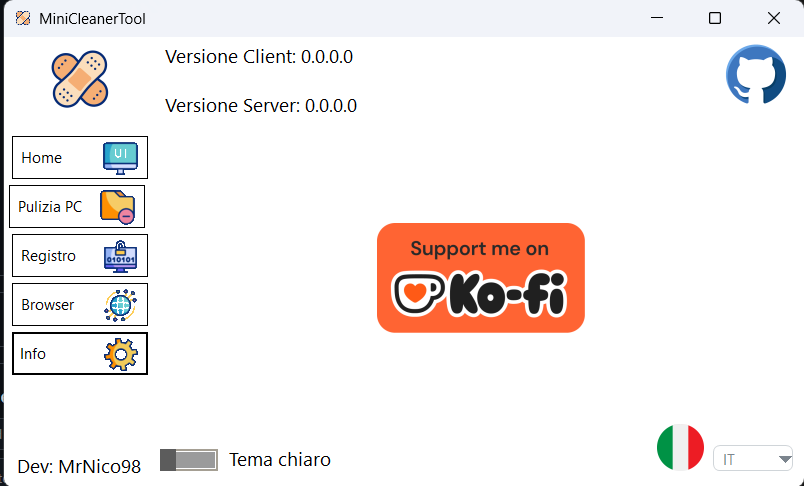 MiniCleanerTool
Versione Client: 0.0.0.0
Versione Server: 0.0.0.0
Home
UI
Pulizia PC
Registro
010101
Browser
Info
Support me on
Ko-fi
Dev: MrNico98
Tema chiaro
IT